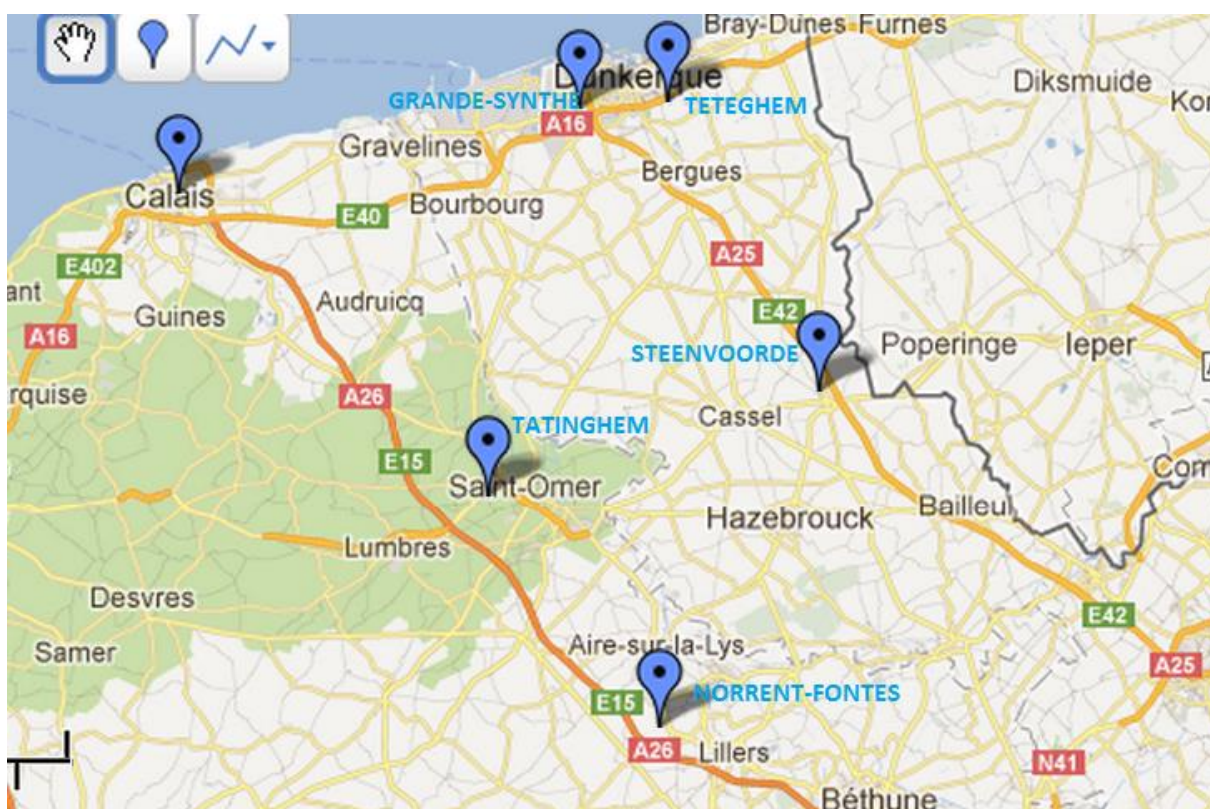 Bray-Dunes Furnes
Dunkerque
Diksmuide
GRANDE-SYNTHE
TETEGHEM
A16
Gravelines
Bergues
Calais
Bourbourg
E40
A25
E402
Audruicq
Guines
E42
A16
STEENVOORDE
Poperinge
Ieper
A26
Cassel
TATINGHEM
E15
Saint-Omer
Bailleul
Hazebrouck
Lumbres
Desvres
E42
Samer
Aire-sur-la-Lys
A25
E15
NORRENT-FONTES
A26
Lillers
N41
Béthune